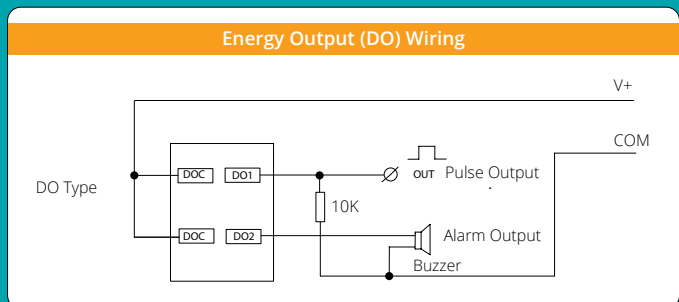 Energy Output (DO) Wiring
V+
COM
DOC DO1
OUT Pulse Output
DO Type
10K
DOC DO2
Alarm Output
Buzzer